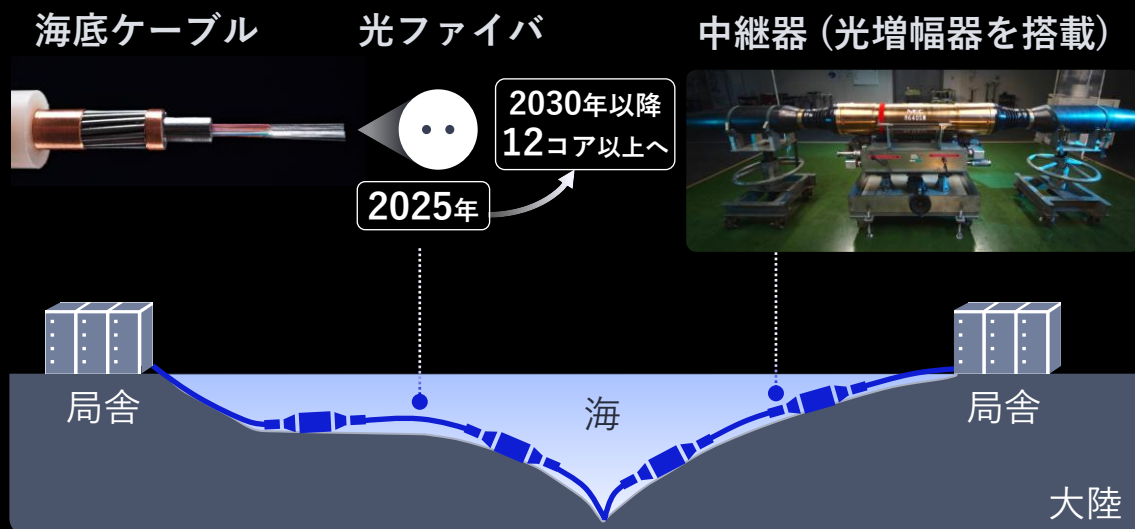 海底ケーブル
光ファイバ
中継器 (光増幅器を搭載)
2030年以降
12コア以上へ
2025年
局舎
海
局舎
大陸